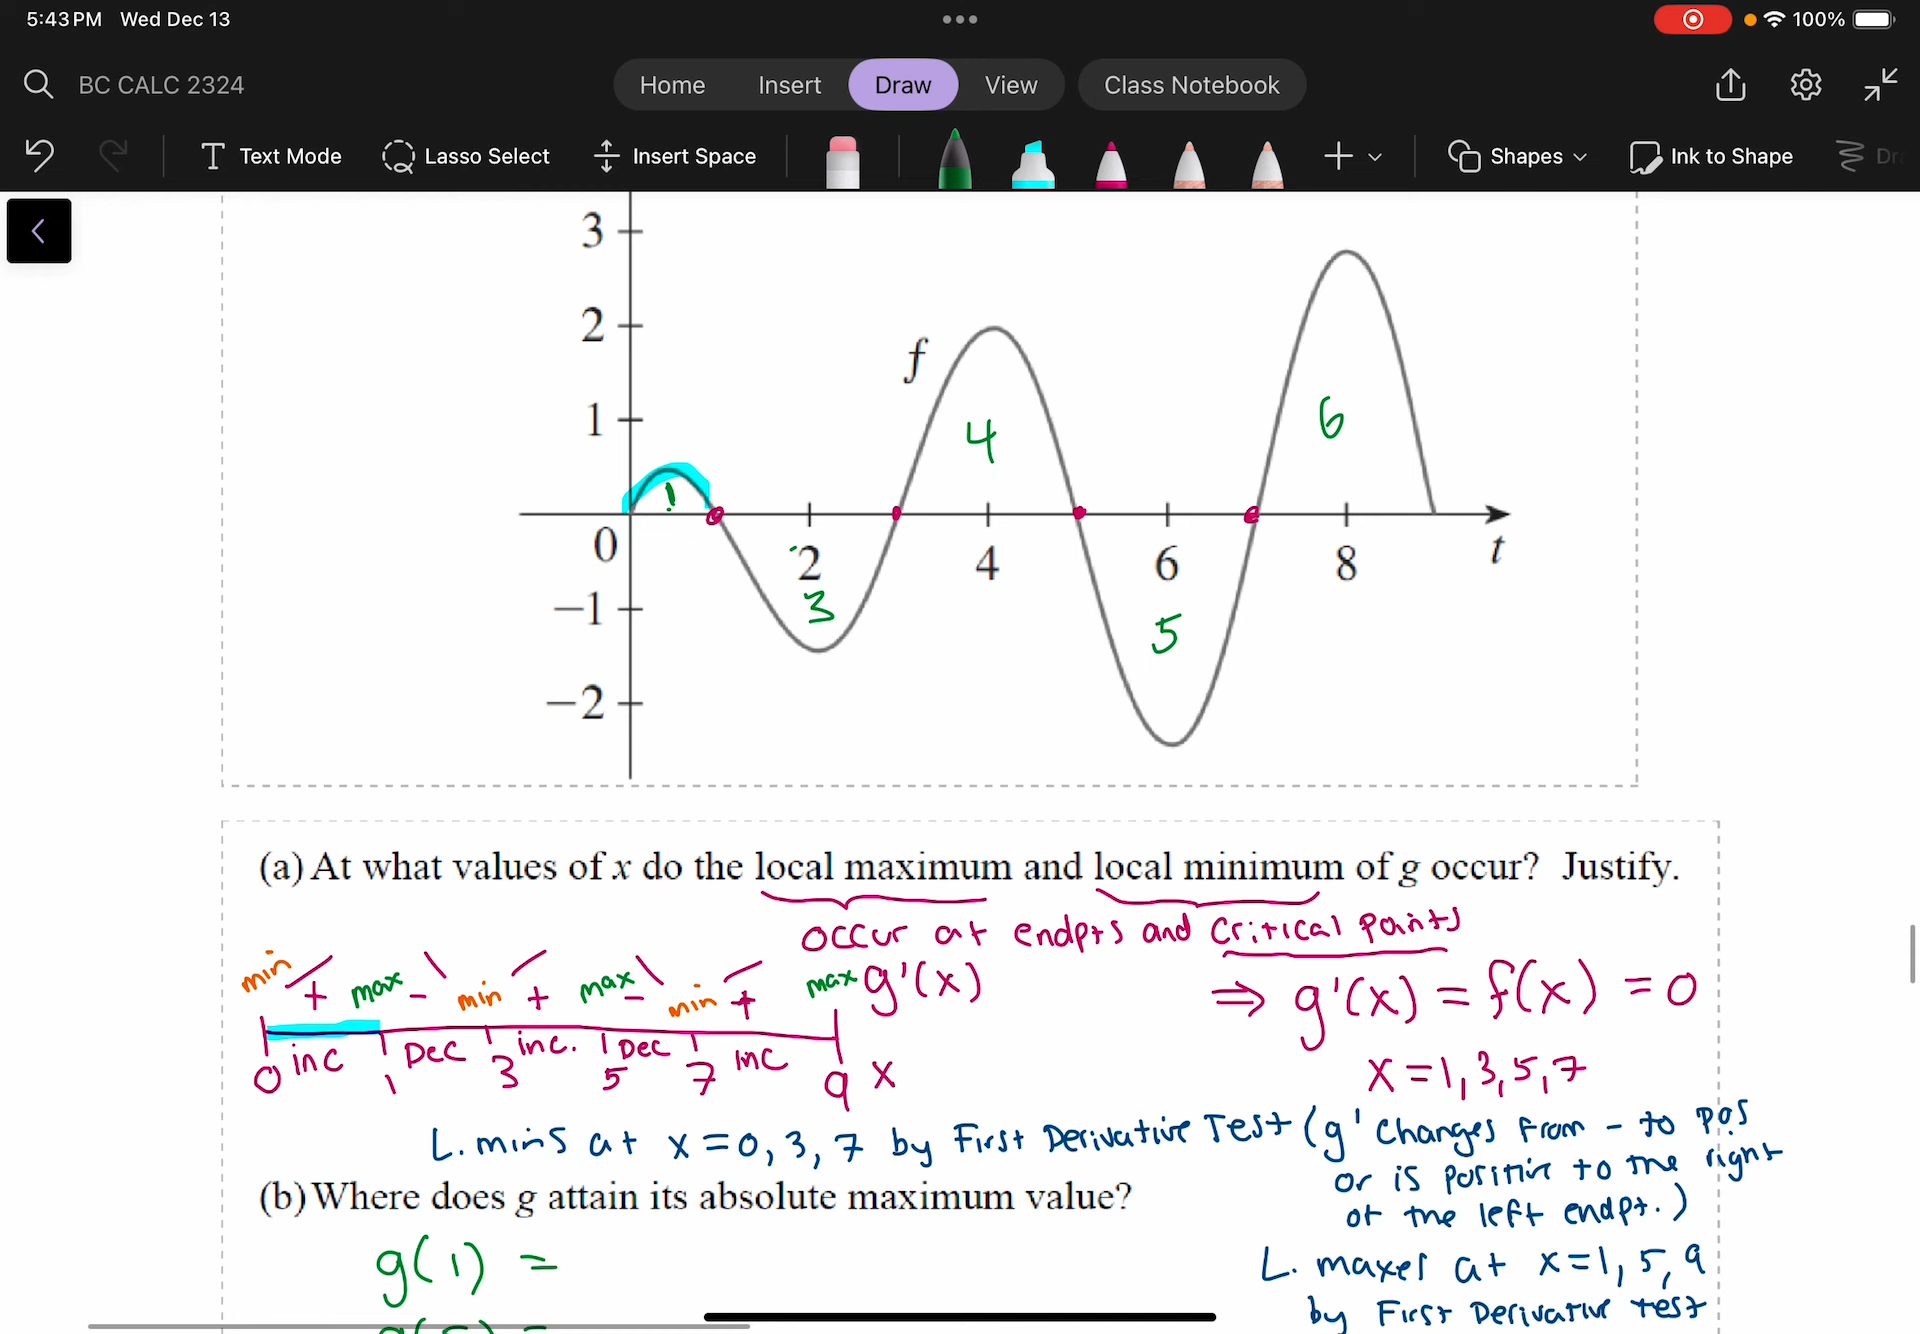 5:43 PM Wed Dec 13
100%
BC CALC 2324
Home Insert Draw View Class Notebook
Text Mode Lasso Select Insert Space Shapes Ink to Shape Dr
3
2
f
1
4
6
1
0 2 4 6 8 t
-1
3
5
-2
(a) At what values of x do the local maximum and local minimum of g occur? Justify.
occur at endpts and critical points
min + max - min + max - min + max g'(x)
⇒ g'(x) = f(x) = 0
inc Dec inc. Dec inc
0 1 3 5 7 9 x
x = 1, 3, 5, 7
L. mins at x = 0, 3, 7 by First Derivative Test (g' changes from - to pos
or is positive to the right
of the left endpt.)
(b) Where does g attain its absolute maximum value?
g(1) =
L. maxes at x = 1, 5, 9
by First Derivative test